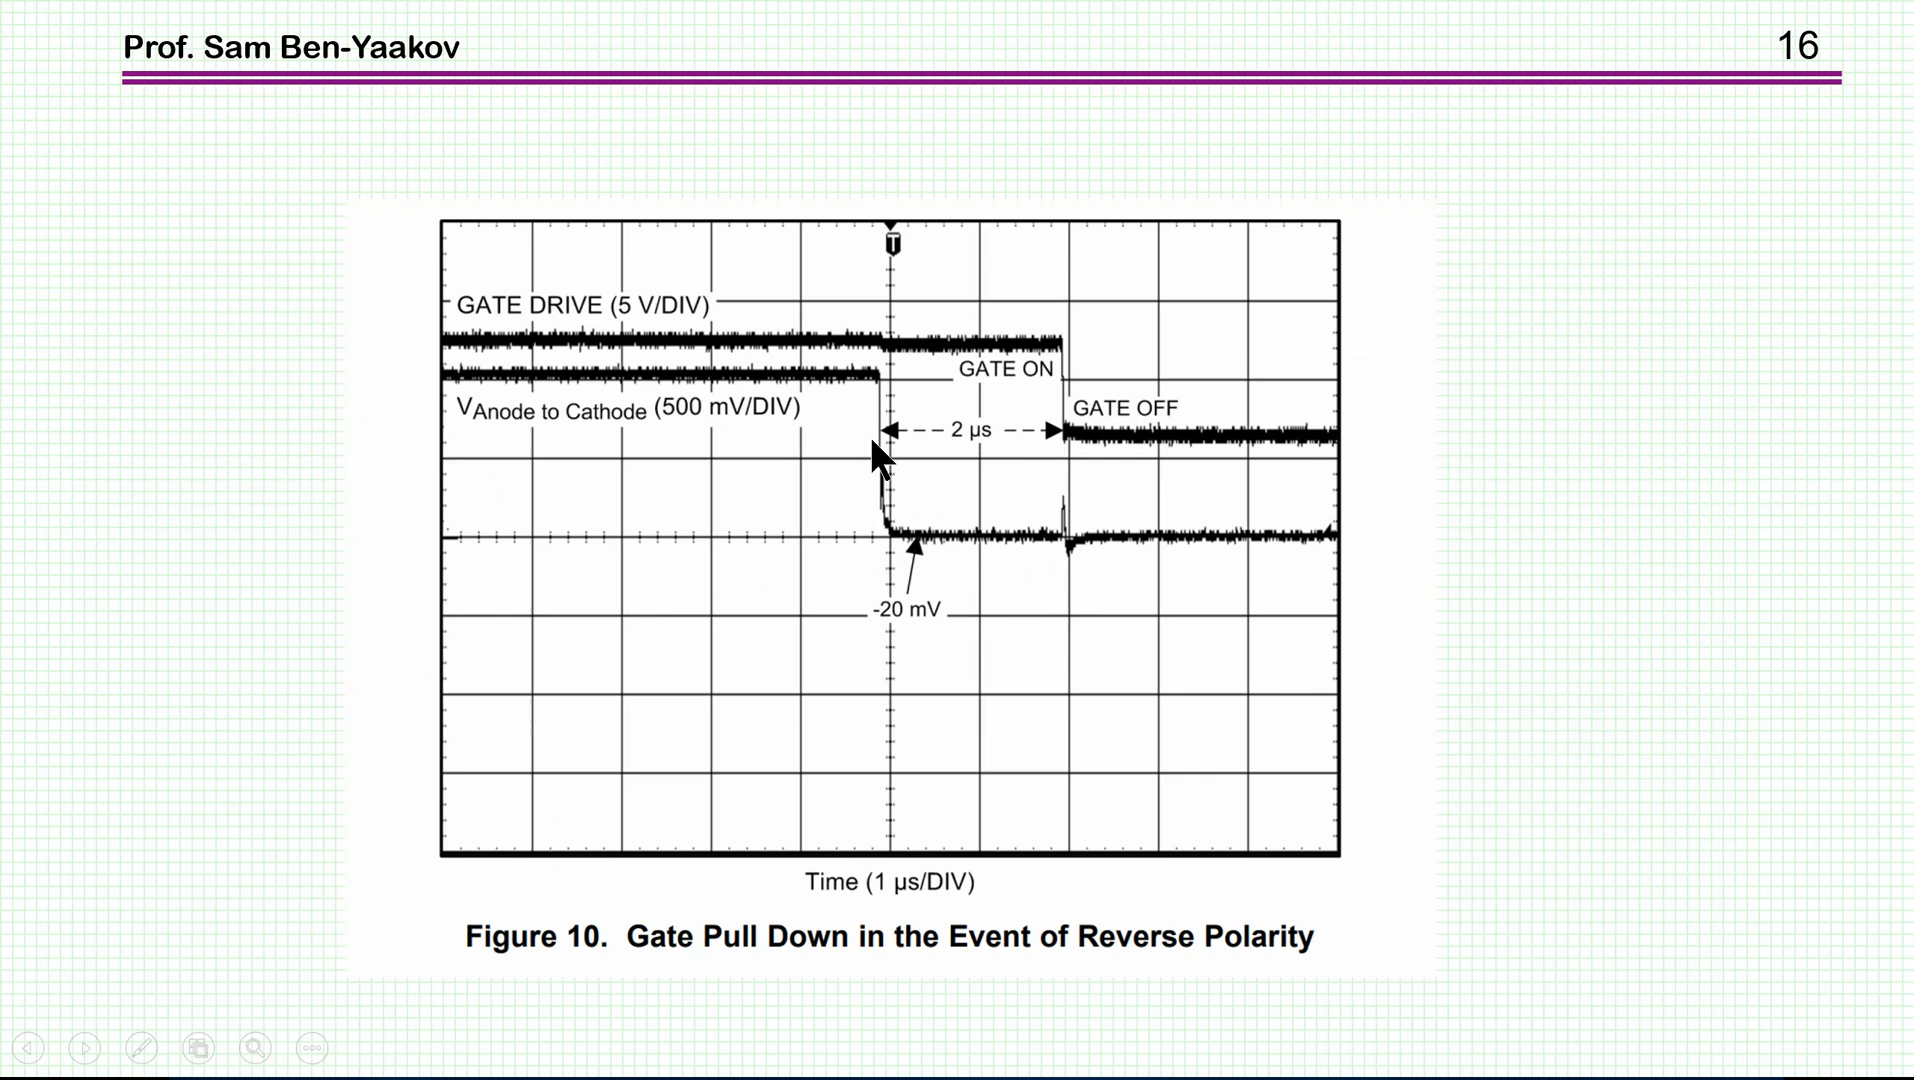 Prof. Sam Ben-Yaakov
16
T
GATE DRIVE (5 V/DIV)
GATE ON
VAnode to Cathode (500 mV/DIV)
GATE OFF
2 µs
-20 mV
Time (1 µs/DIV)
Figure 10. Gate Pull Down in the Event of Reverse Polarity